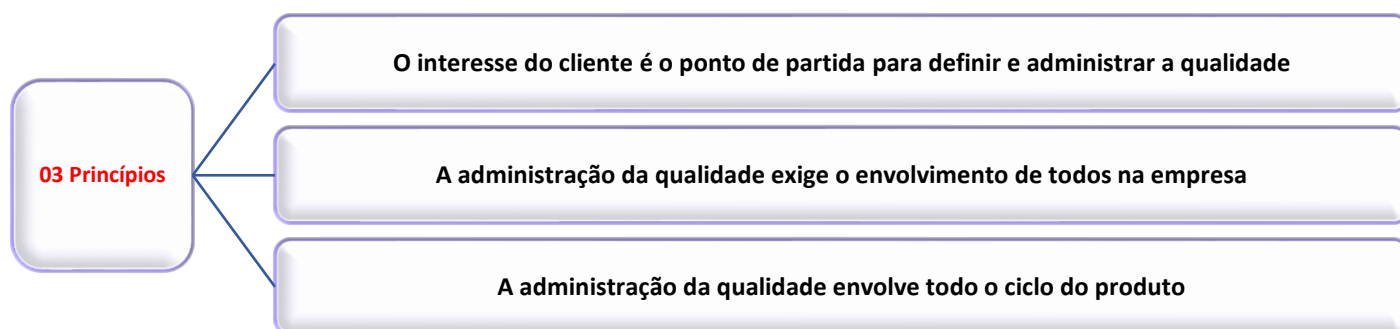 O interesse do cliente é o ponto de partida para definir e administrar a qualidade
03 Princípios
A administração da qualidade exige o envolvimento de todos na empresa
A administração da qualidade envolve todo o ciclo do produto